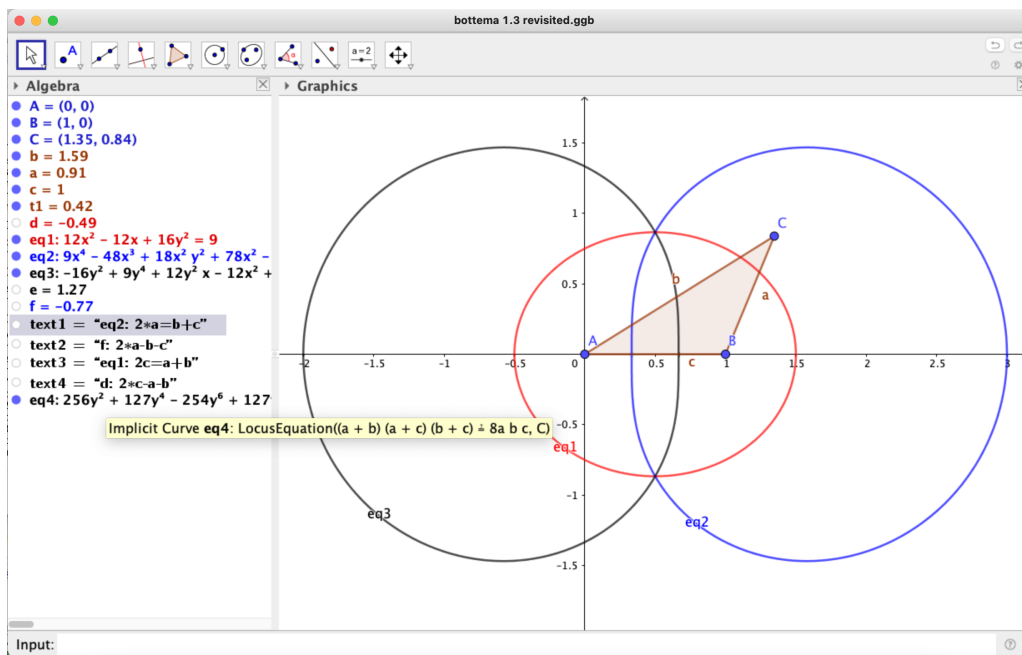 bottema 1.3 revisited.ggb
A
a=2
Algebra
Graphics
A = (0, 0)
B = (1, 0)
C = (1.35, 0.84)
b = 1.59
a = 0.91
c = 1
t1 = 0.42
d = −0.49
eq1: 12x² − 12x + 16y² = 9
eq2: 9x⁴ − 48x³ + 18x² y² + 78x² −
eq3: −16y² + 9y⁴ + 12y² x − 12x² +
e = 1.27
f = −0.77
text1 = “eq2: 2*a=b+c”
text2 = “f: 2*a-b-c”
text3 = “eq1: 2c=a+b”
text4 = “d: 2*c-a-b”
eq4: 256y² + 127y⁴ − 254y⁶ + 127
Implicit Curve eq4: LocusEquation((a + b) (a + c) (b + c) ≐ 8a b c, C)
1.5
1
0.5
-2
-1.5
-1
-0.5
0
0.5
1
1.5
2
2.5
3
-0.5
-1
-1.5
A
B
C
a
b
c
eq1
eq2
eq3
Input: